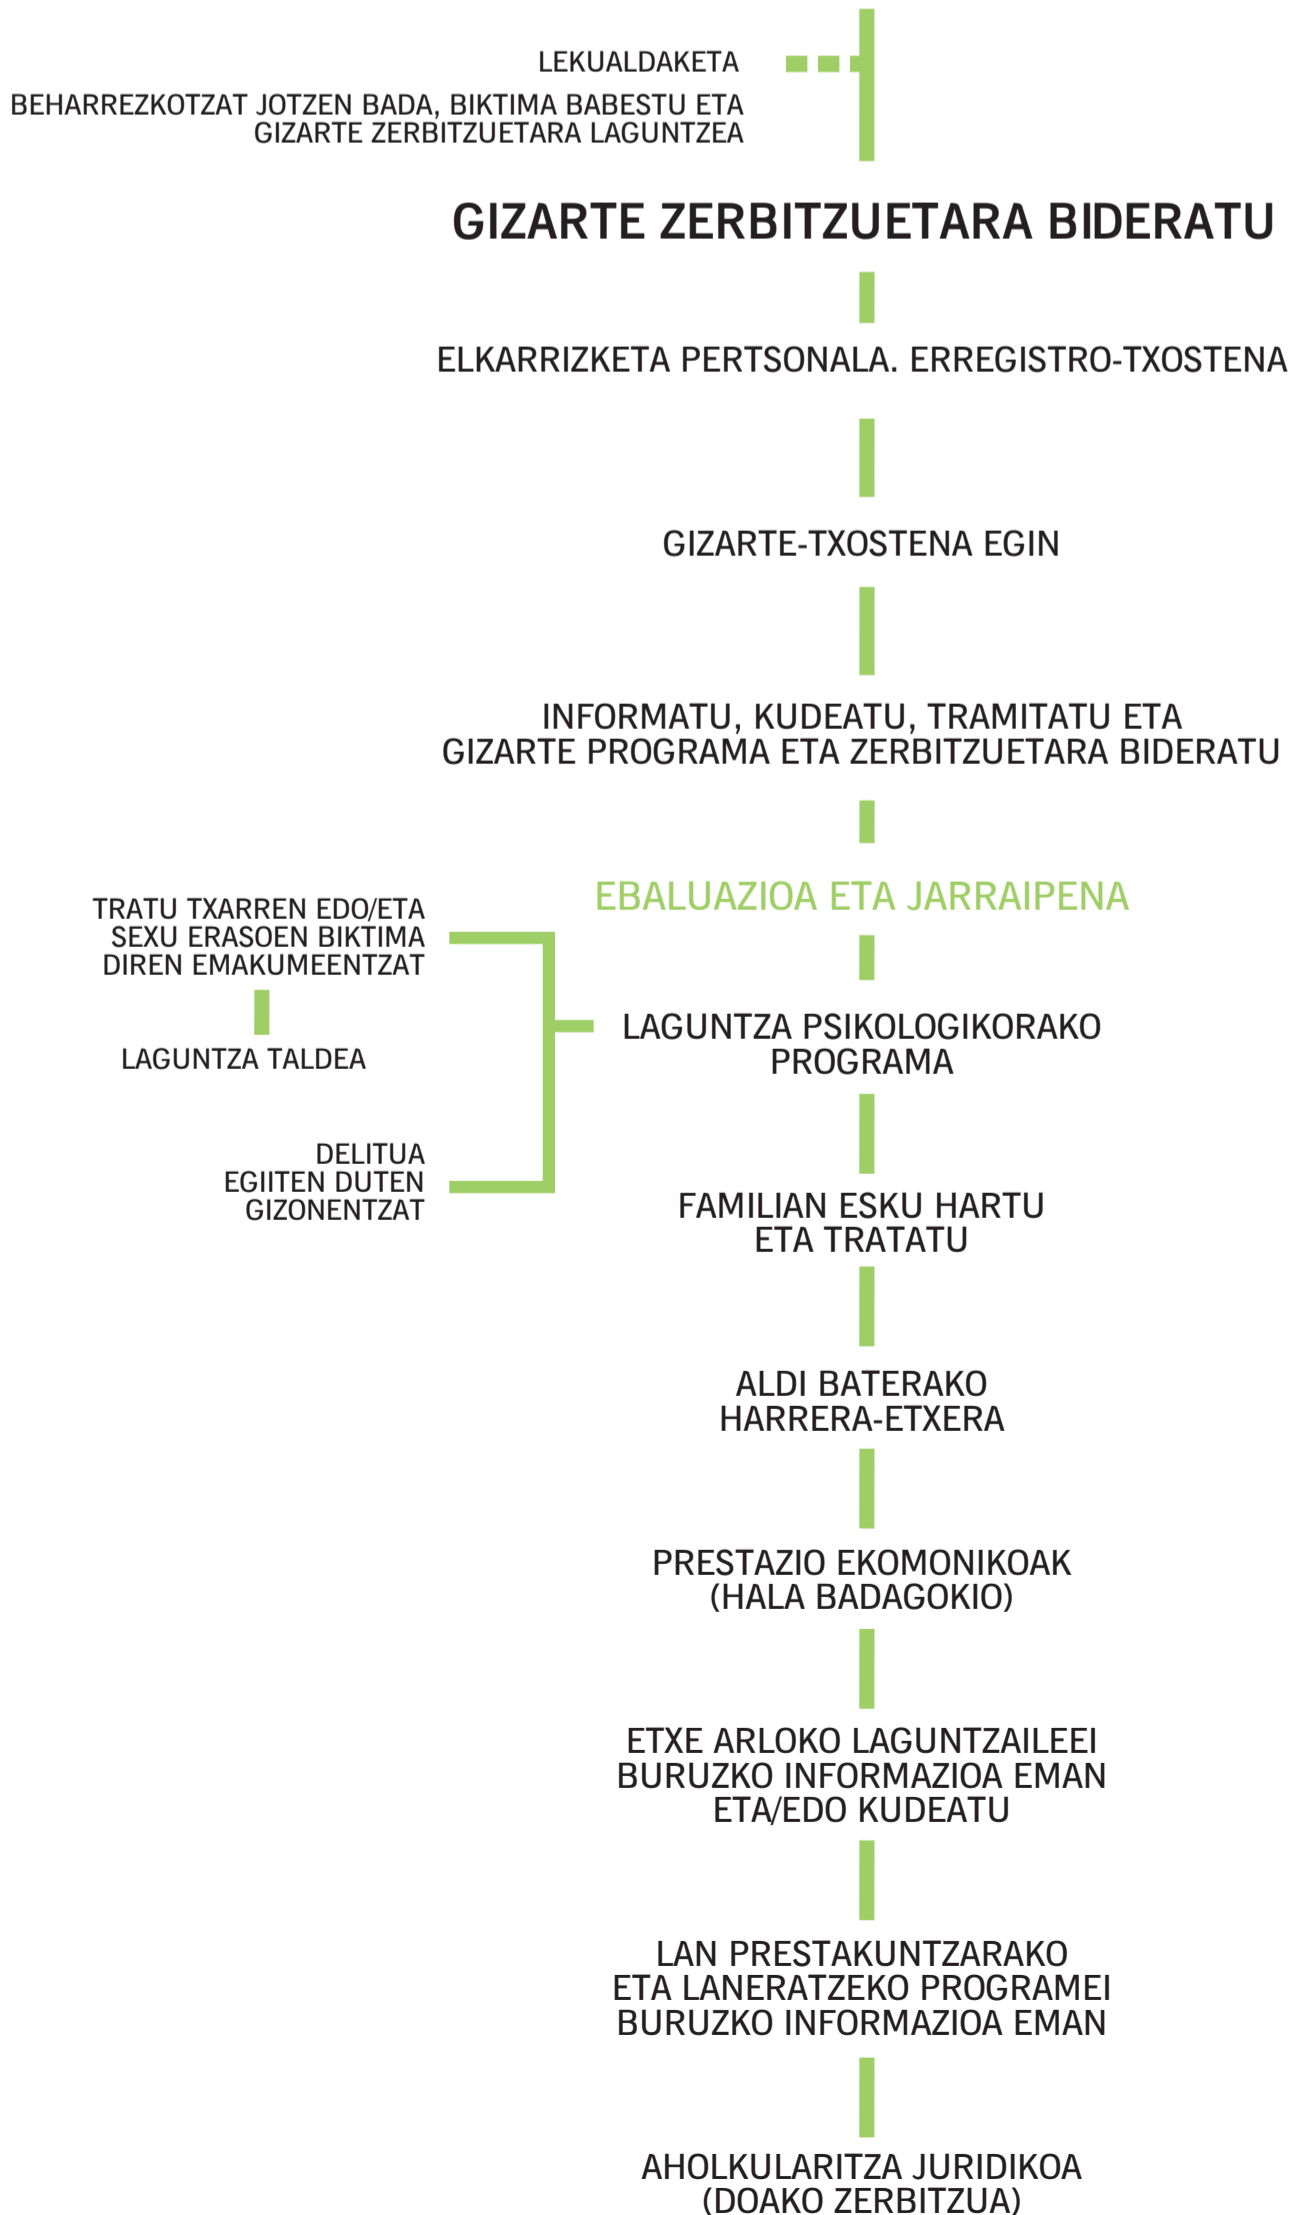 LEKUALDAKETA
BEHARREZKOTZAT JOTZEN BADA, BIKTIMA BABESTU ETA
GIZARTE ZERBITZUETARA LAGUNTZEA
GIZARTE ZERBITZUETARA BIDERATU
ELKARRIZKETA PERTSONALA. ERREGISTRO-TXOSTENA
GIZARTE-TXOSTENA EGIN
INFORMATU, KUDEATU, TRAMITATU ETA
GIZARTE PROGRAMA ETA ZERBITZUETARA BIDERATU
EBALUAZIOA ETA JARRAIPENA
TRATU TXARREN EDO/ETA
SEXU ERASOEN BIKTIMA
DIREN EMAKUMEENTZAT
LAGUNTZA TALDEA
LAGUNTZA PSIKOLOGIKORAKO
PROGRAMA
DELITUA
EGIITEN DUTEN
GIZONENTZAT
FAMILIAN ESKU HARTU
ETA TRATATU
ALDI BATERAKO
HARRERA-ETXERA
PRESTAZIO EKOMONIKOAK
(HALA BADAGOKIO)
ETXE ARLOKO LAGUNTZAILEEI
BURUZKO INFORMAZIOA EMAN
ETA/EDO KUDEATU
LAN PRESTAKUNTZARAKO
ETA LANERATZEKO PROGRAMEI
BURUZKO INFORMAZIOA EMAN
AHOLKULARITZA JURIDIKOA
(DOAKO ZERBITZUA)